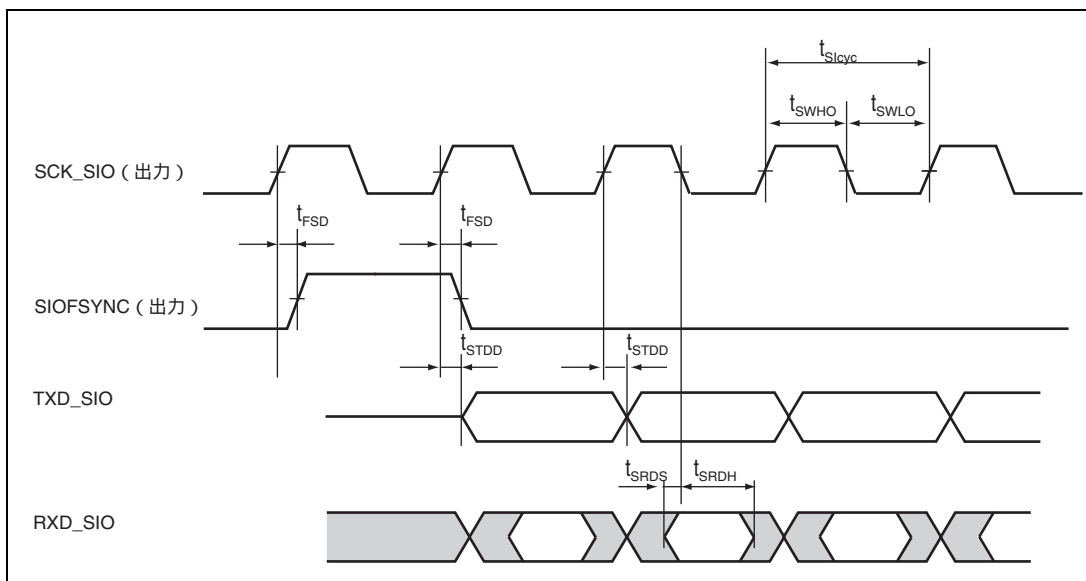 tSIcyc
tSWHO
tSWLO
SCK_SIO（出力）
tFSD
tFSD
SIOFSYNC（出力）
tSTDD
tSTDD
TXD_SIO
tSRDS
tSRDH
RXD_SIO